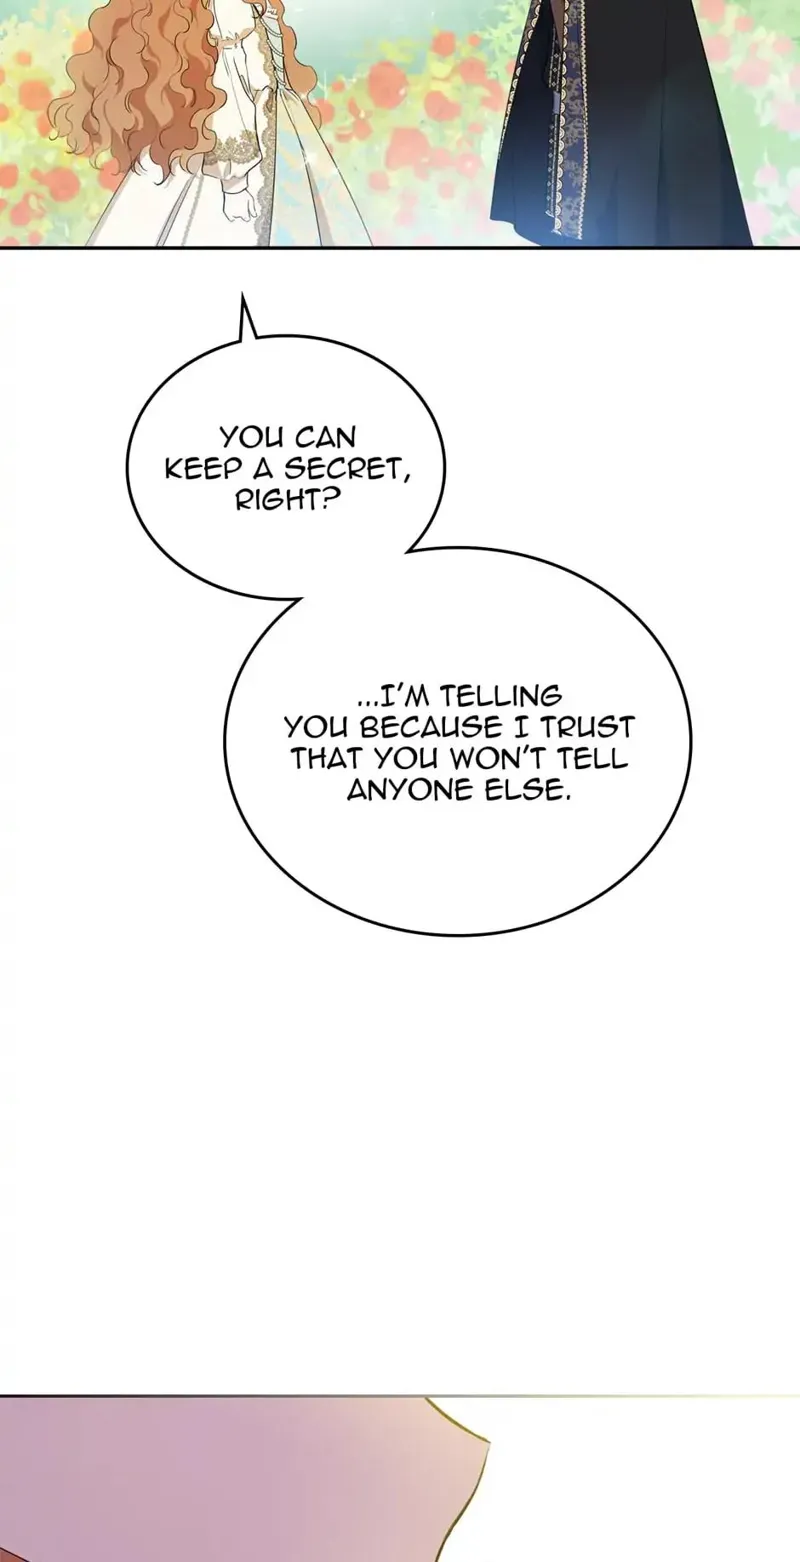 YOU CAN
KEEP A SECRET,
RIGHT?
...I'M TELLING
YOU BECAUSE I TRUST
THAT YOU WON'T TELL
ANYONE ELSE.